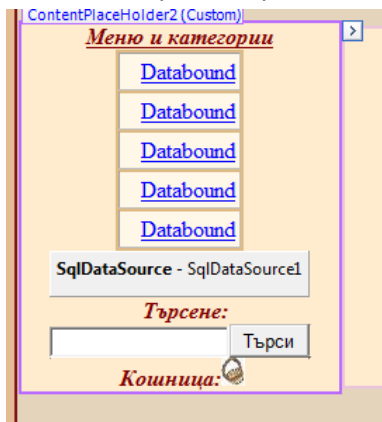 ContentPlaceHolder2 (Custom)
Меню и категории
Databound
Databound
Databound
Databound
Databound
SqlDataSource - SqlDataSource1
Търсене:
Търси
Кошница: